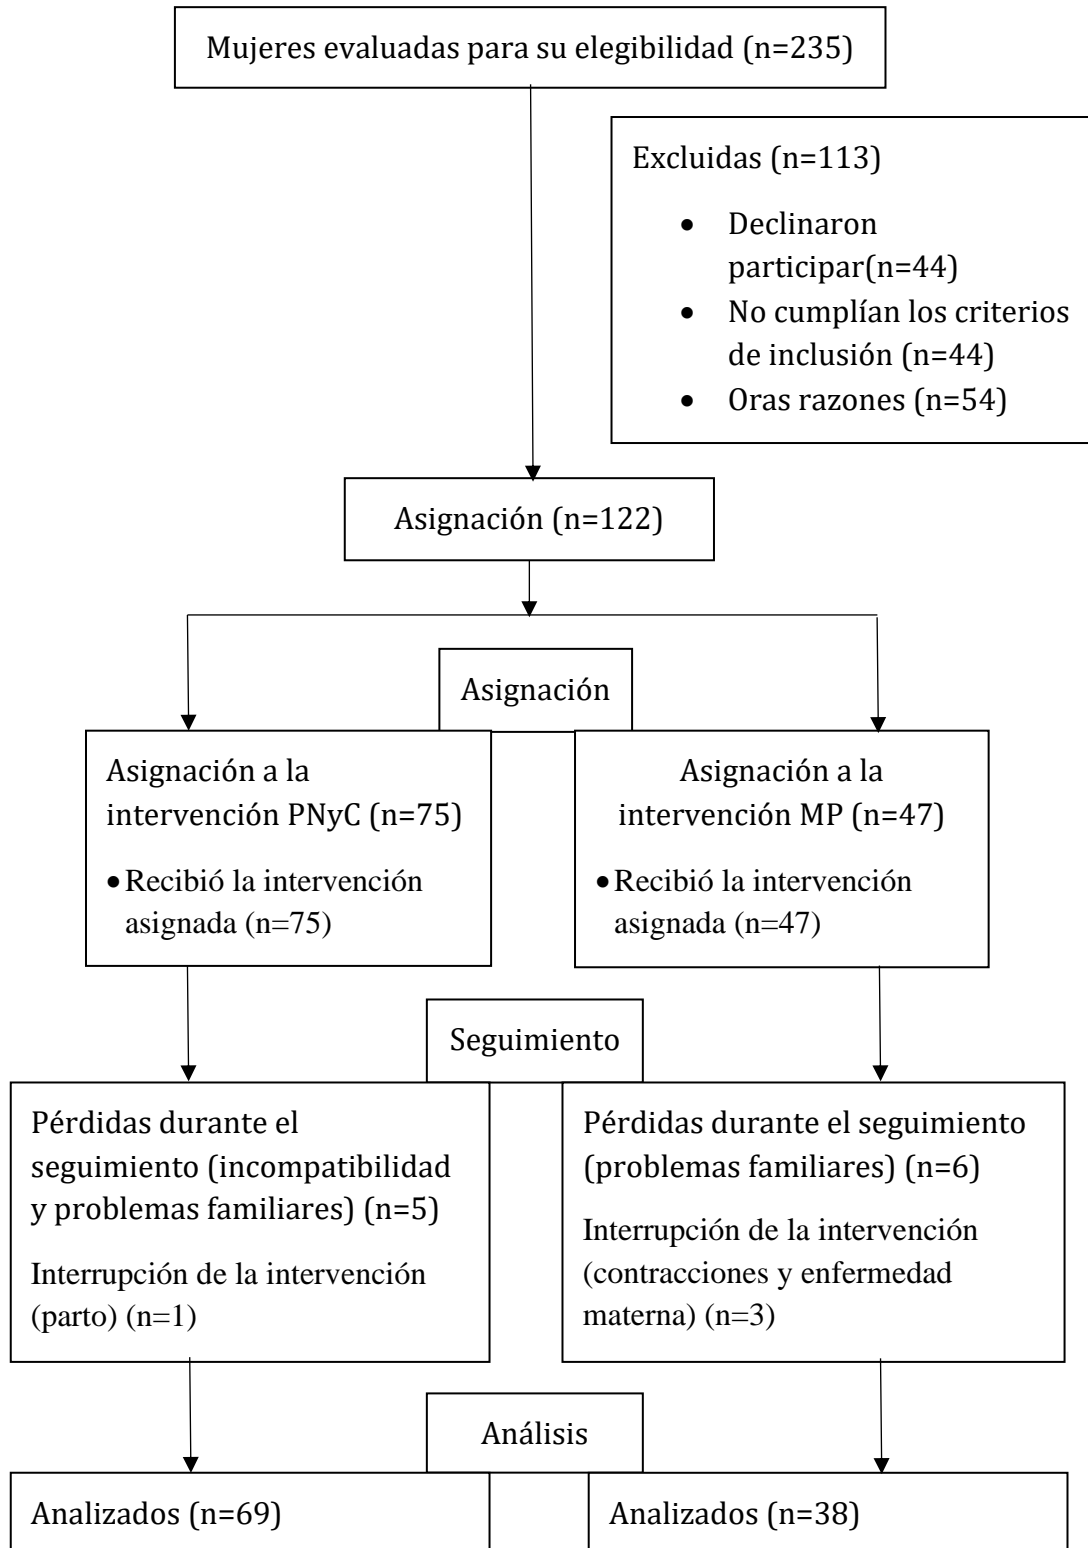 Mujeres evaluadas para su elegibilidad (n=235)
Excluidas (n=113)
• Declinaron
participar(n=44)
• No cumplían los criterios
de inclusión (n=44)
• Oras razones (n=54)
Asignación (n=122)
Asignación
Asignación a la
intervención PNyC (n=75)
• Recibió la intervención
asignada (n=75)
Asignación a la
intervención MP (n=47)
• Recibió la intervención
asignada (n=47)
Seguimiento
Pérdidas durante el
seguimiento (incompatibilidad
y problemas familiares) (n=5)
Interrupción de la intervención
(parto) (n=1)
Pérdidas durante el seguimiento
(problemas familiares) (n=6)
Interrupción de la intervención
(contracciones y enfermedad
materna) (n=3)
Análisis
Analizados (n=69)
Analizados (n=38)